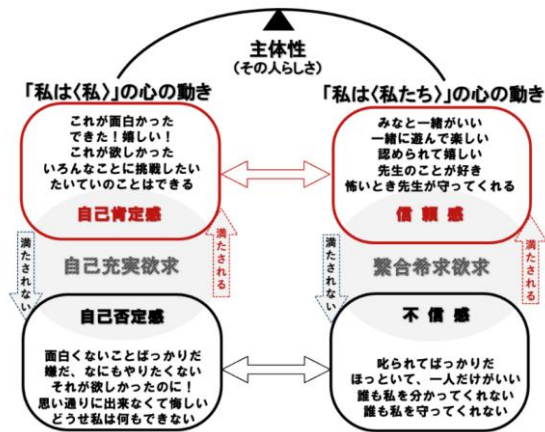 主体性
(その人らしさ)
「私は〈私〉」の心の動き
これが面白かった
できた！嬉しい！
これが欲しかった
いろんなことに挑戦したい
たいていのことはできる
自己肯定感
「私は〈私たち〉」の心の動き
みなと一緒がいい
一緒に遊んで楽しい
認められて嬉しい
先生のことが好き
怖いとき先生が守ってくれる
信頼感
満たされない
自己充実欲求
満たされる
満たされない
繋合希求欲求
満たされる
自己否定感
面白くないことばっかりだ
嫌だ、なにもやりたくない
それが欲しかったのに！
思い通りに出来なくて悔しい
どうせ私は何もできない
不信感
叱られてばっかりだ
ほっといて、一人だけがいい
誰も私を分かってくれない
誰も私を守ってくれない